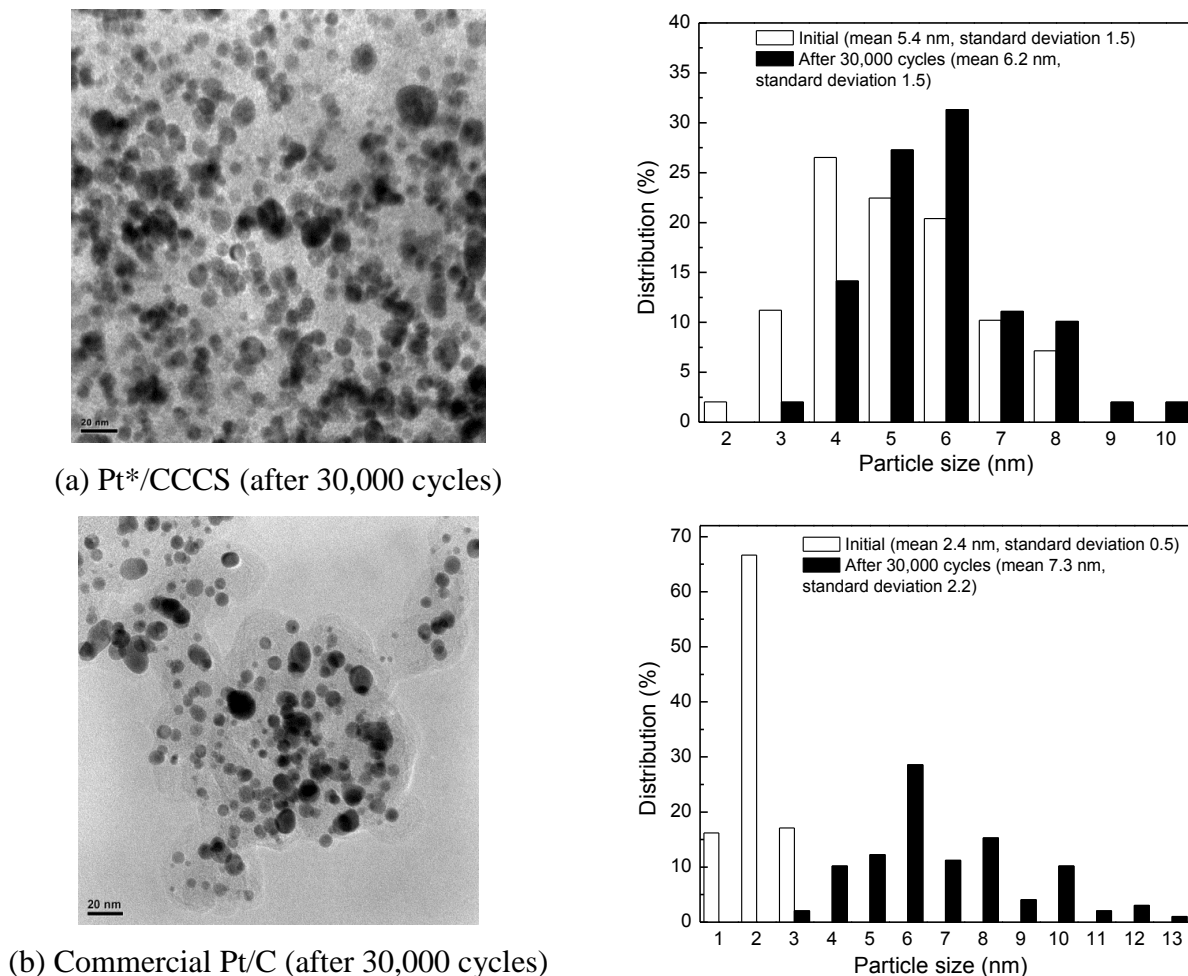 20 nm
(a) Pt*/CCCS (after 30,000 cycles)
Initial (mean 5.4 nm, standard deviation 1.5)
After 30,000 cycles (mean 6.2 nm,
standard deviation 1.5)
40
35
30
25
20
15
10
5
0
Distribution (%)
2 3 4 5 6 7 8 9 10
Particle size (nm)
20 nm
(b) Commercial Pt/C (after 30,000 cycles)
Initial (mean 2.4 nm, standard deviation 0.5)
After 30,000 cycles (mean 7.3 nm,
standard deviation 2.2)
70
60
50
40
30
20
10
0
Distribution (%)
1 2 3 4 5 6 7 8 9 10 11 12 13
Particle size (nm)